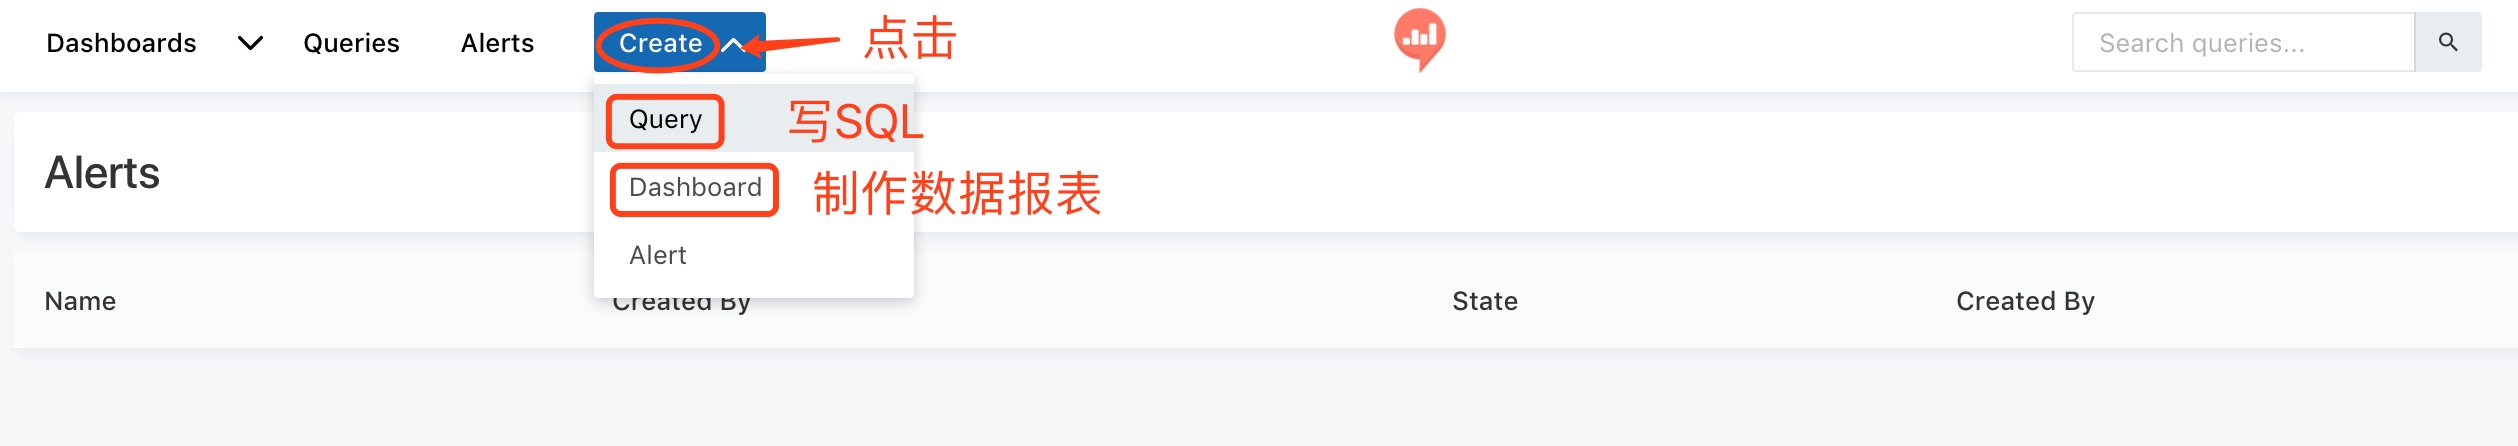 Dashboards Queries Alerts Create 点击 Search queries...
Query 写SQL
Alerts
Dashboard 制作数据报表
Alert
Name Created By State Created By